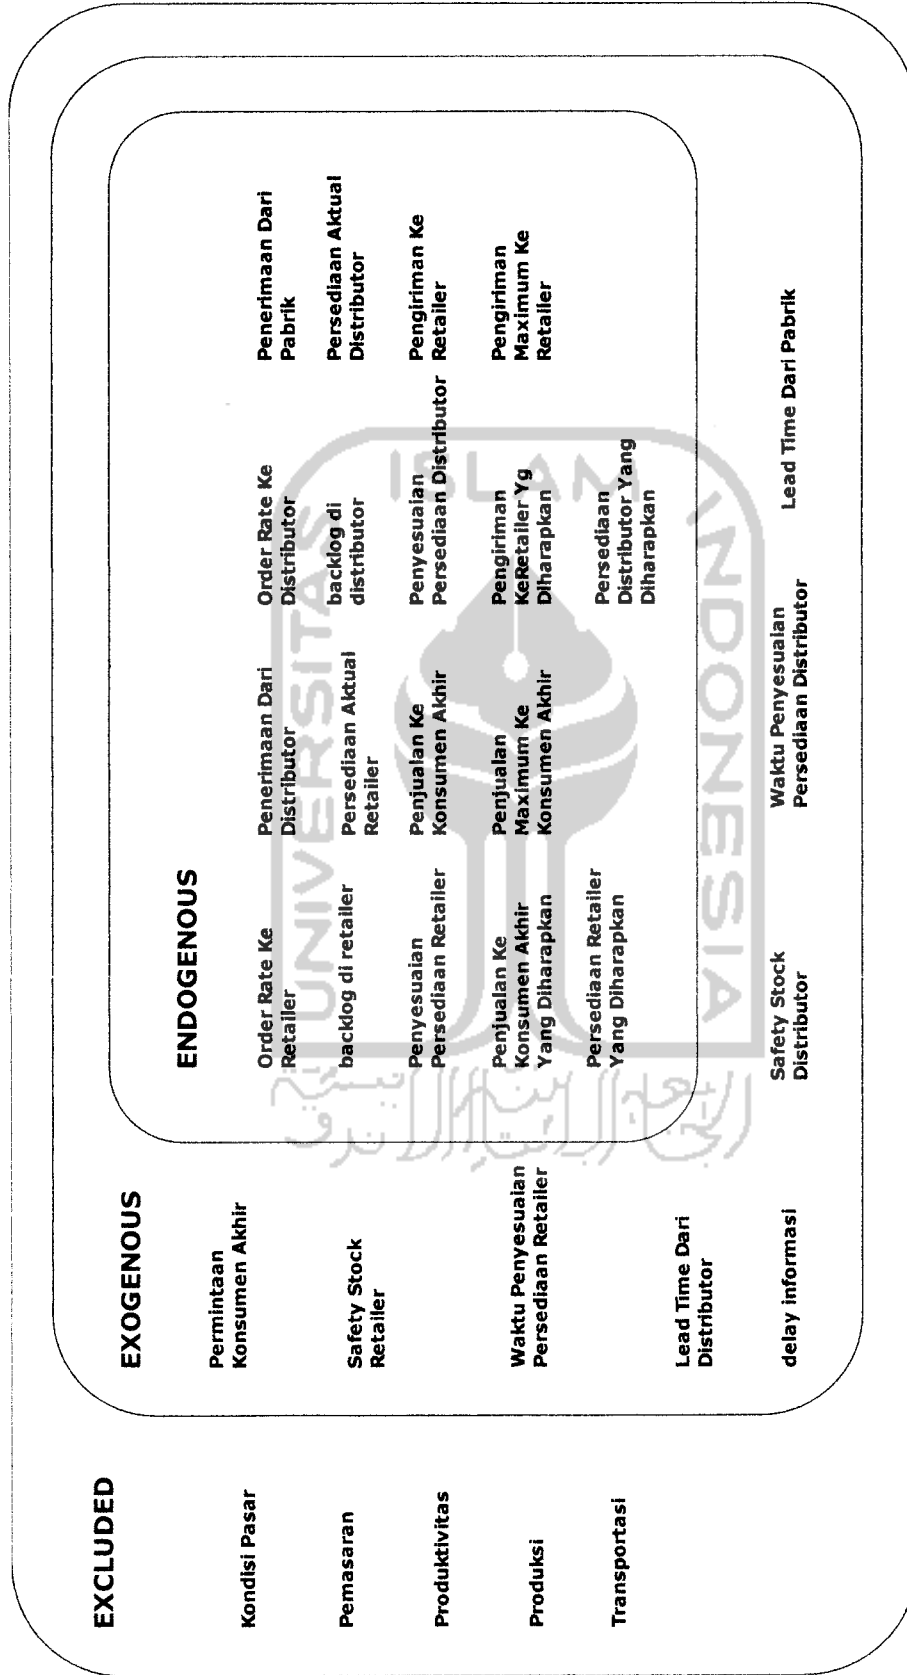 EXCLUDED
Kondisi Pasar
Pemasaran
Produktivitas
Produksi
Transportasi
EXOGENOUS
Permintaan
Konsumen Akhir
Safety Stock
Retailer
Waktu Penyesuaian
Persediaan Retailer
Lead Time Dari
Distributor
delay informasi
Safety Stock
Distributor
Waktu Penyesuaian
Persediaan Distributor
Lead Time Dari Pabrik
ENDOGENOUS
Order Rate Ke
Retailer
backlog di retailer
Penyesuaian
Persediaan Retailer
Penjualan Ke
Konsumen Akhir
Yang Diharapkan
Persediaan Retailer
Yang Diharapkan
Penerimaan Dari
Distributor
Persediaan Aktual
Retailer
Penjualan Ke
Konsumen Akhir
Penjualan
Maximum Ke
Konsumen Akhir
Order Rate Ke
Distributor
backlog di
distributor
Penyesuaian
Persediaan Distributor
Pengiriman
KeRetailer Yg
Diharapkan
Persediaan
Distributor Yang
Diharapkan
Penerimaan Dari
Pabrik
Persediaan Aktual
Distributor
Pengiriman Ke
Retailer
Pengiriman
Maximum Ke
Retailer
UNIVERSITAS
ISLAM
INDONESIA